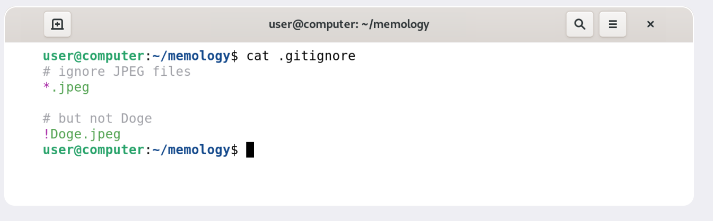 user@computer: ~/memology
user@computer:~/memology$ cat .gitignore
# ignore JPEG files
*.jpeg
# but not Doge
!Doge.jpeg
user@computer:~/memology$